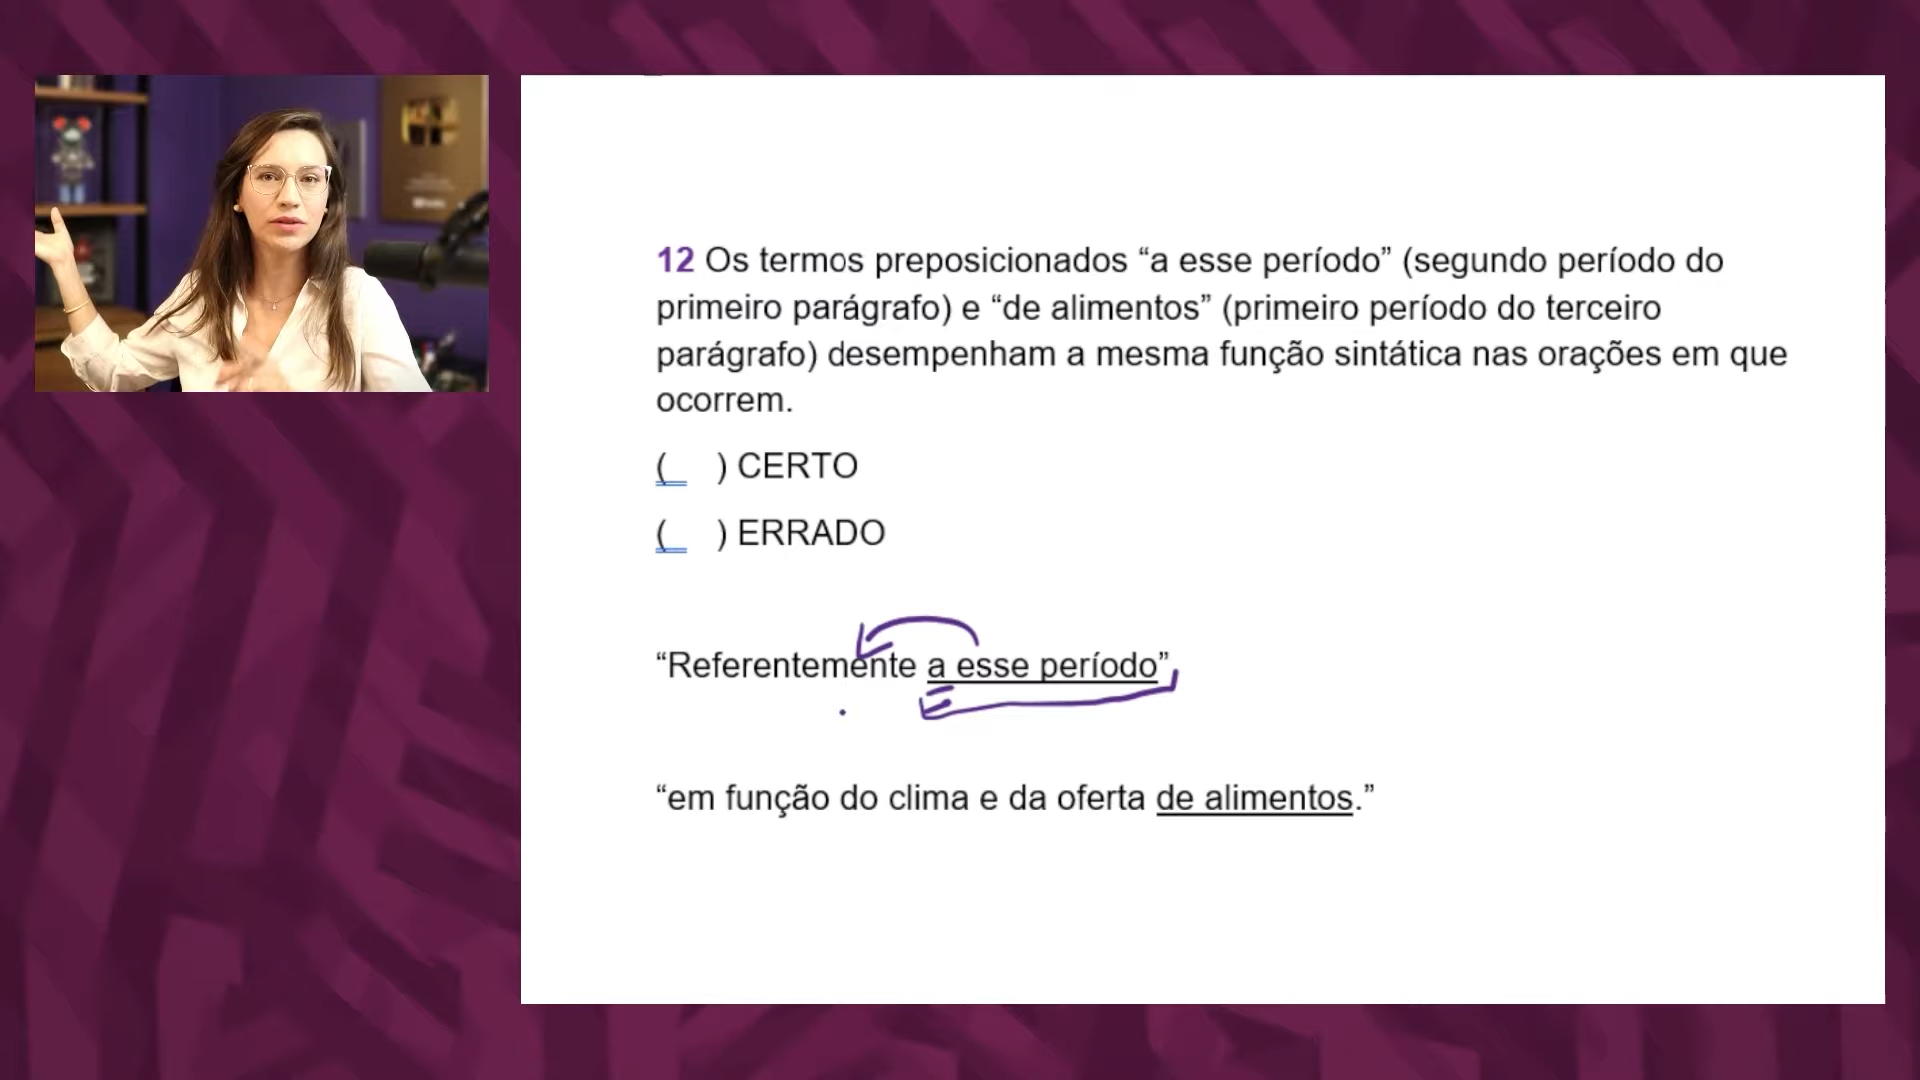 12 Os termos preposicionados “a esse período” (segundo período do
primeiro parágrafo) e “de alimentos” (primeiro período do terceiro
parágrafo) desempenham a mesma função sintática nas orações em que
ocorrem.
(   ) CERTO
(   ) ERRADO
“Referentemente a esse período”
“em função do clima e da oferta de alimentos.”